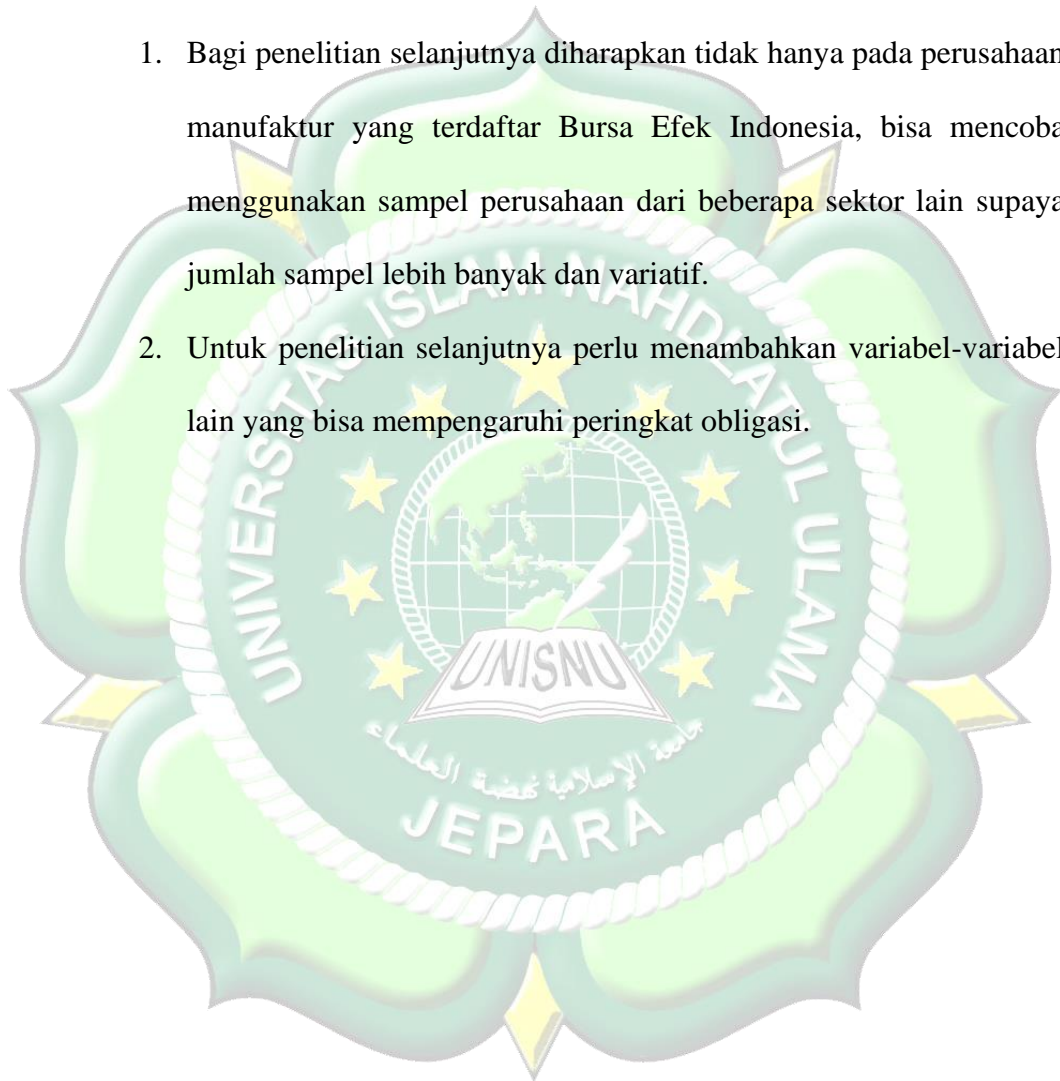 1. Bagi penelitian selanjutnya diharapkan tidak hanya pada perusahaan
manufaktur yang terdaftar Bursa Efek Indonesia, bisa mencoba
menggunakan sampel perusahaan dari beberapa sektor lain supaya
jumlah sampel lebih banyak dan variatif.
2. Untuk penelitian selanjutnya perlu menambahkan variabel-variabel
lain yang bisa mempengaruhi peringkat obligasi.
UNIVERSITAS ISLAM NAHDLATUL ULAMA
UNISNU
JEPARA